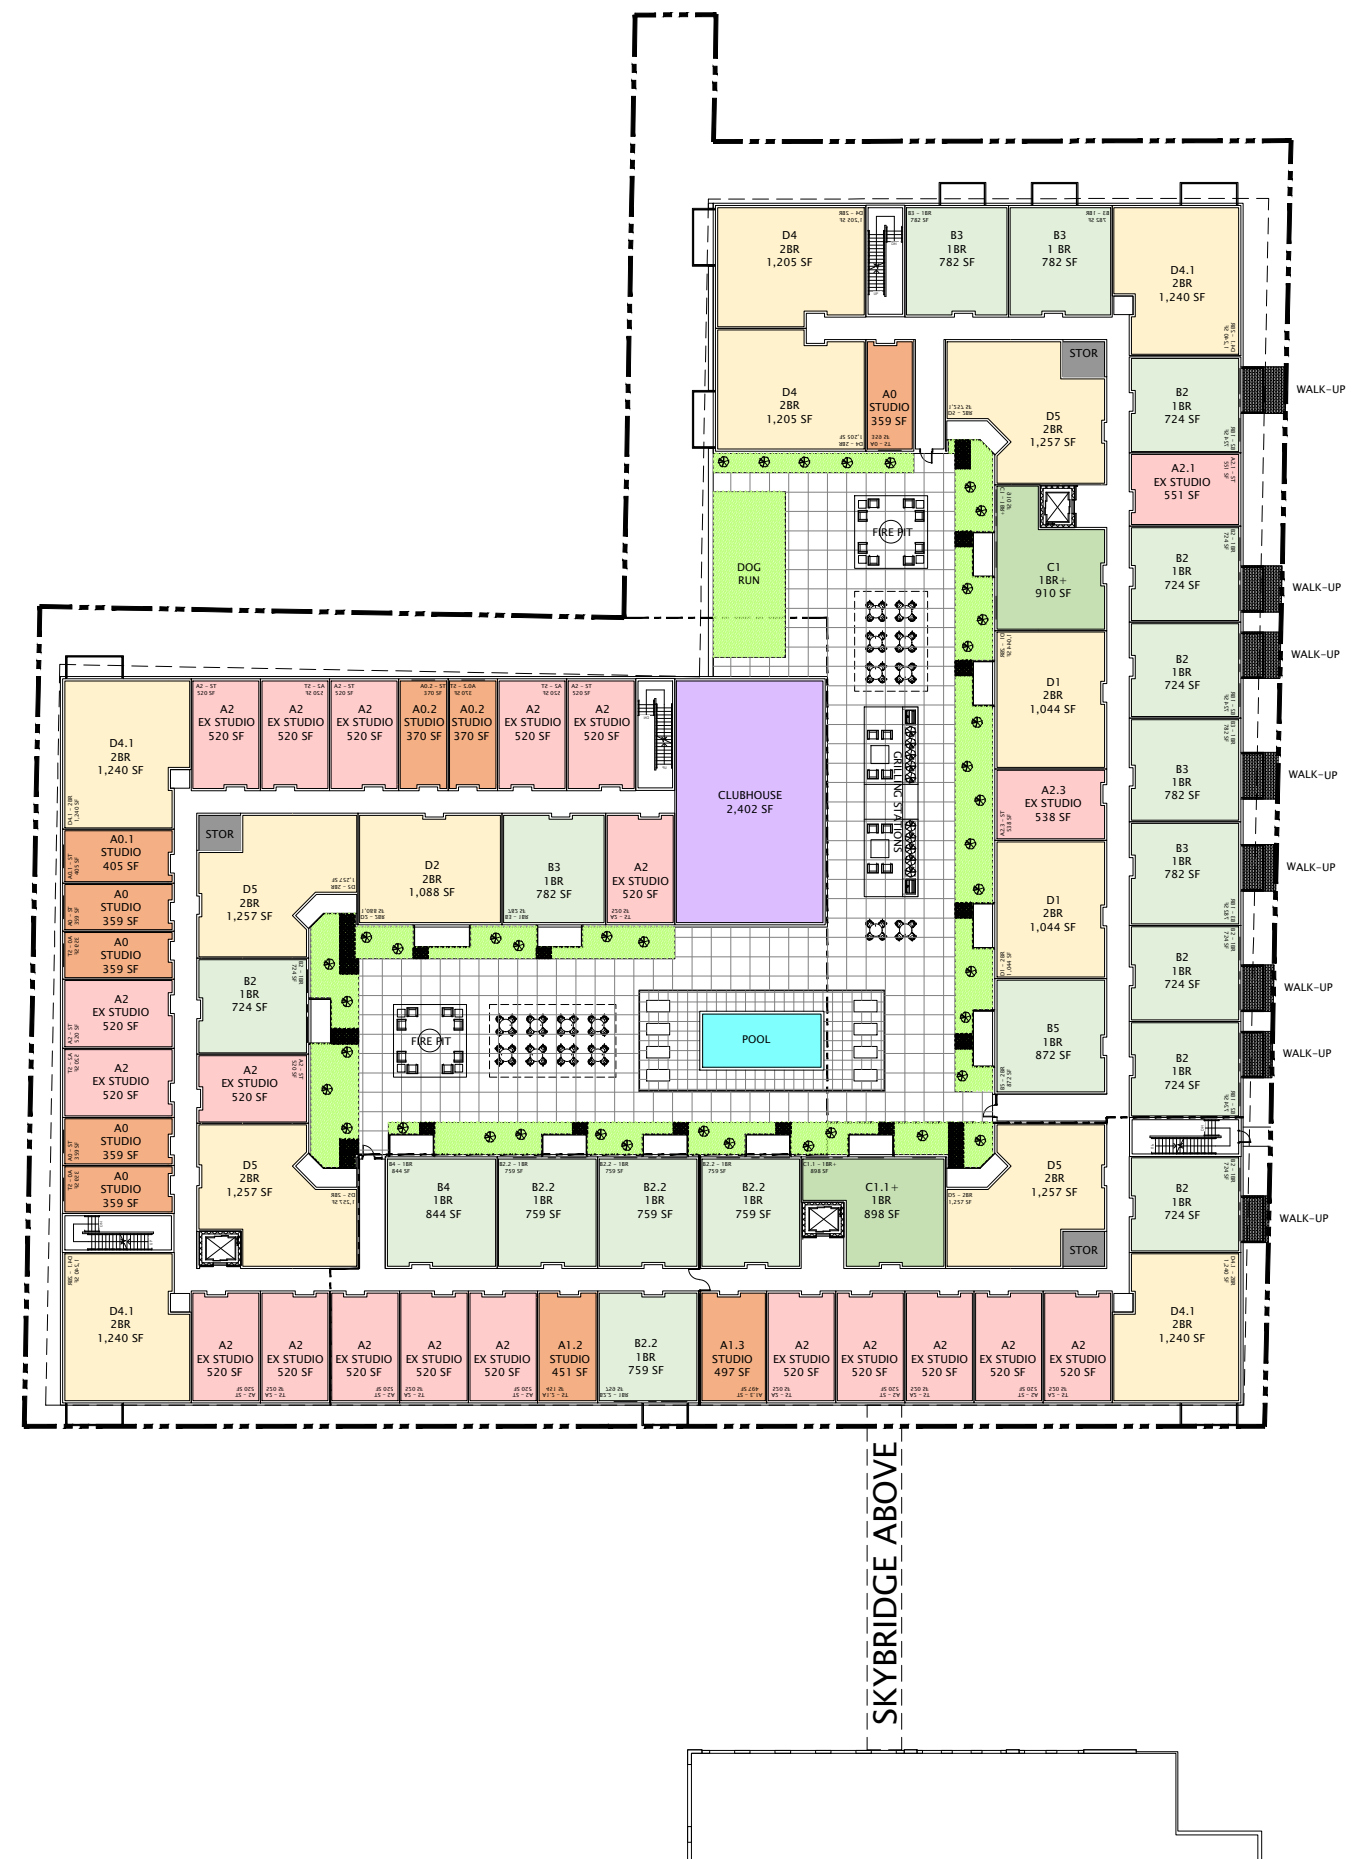 D4
2BR
1,205 SF
B3
1BR
782 SF
B3
1 BR
782 SF
D4.1
2BR
1,240 SF
D4
2BR
1,205 SF
A0
STUDIO
359 SF
STOR
D5
2BR
1,257 SF
B2
1BR
724 SF
WALK-UP
A2.1
EX STUDIO
551 SF
FIRE PIT
DOG
RUN
C1
1BR+
910 SF
B2
1BR
724 SF
WALK-UP
D1
2BR
1,044 SF
B2
1BR
724 SF
WALK-UP
D4.1
2BR
1,240 SF
A2
EX STUDIO
520 SF
A2
EX STUDIO
520 SF
A2
EX STUDIO
520 SF
A0.2
STUDIO
370 SF
A0.2
STUDIO
370 SF
A2
EX STUDIO
520 SF
A2
EX STUDIO
520 SF
CLUBHOUSE
2,402 SF
GRILLING STATIONS
A2.3
EX STUDIO
538 SF
B3
1BR
782 SF
WALK-UP
A0.1
STUDIO
405 SF
STOR
D5
2BR
1,257 SF
D2
2BR
1,088 SF
B3
1BR
782 SF
A2
EX STUDIO
520 SF
D1
2BR
1,044 SF
B3
1BR
782 SF
WALK-UP
A0
STUDIO
359 SF
A0
STUDIO
359 SF
A2
EX STUDIO
520 SF
B2
1BR
724 SF
FIRE PIT
POOL
B5
1BR
872 SF
B2
1BR
724 SF
WALK-UP
A2
EX STUDIO
520 SF
A2
EX STUDIO
520 SF
B2
1BR
724 SF
WALK-UP
A0
STUDIO
359 SF
A0
STUDIO
359 SF
D5
2BR
1,257 SF
B4
1BR
844 SF
B2.2
1BR
759 SF
B2.2
1BR
759 SF
B2.2
1BR
759 SF
C1.1+
1BR
898 SF
D5
2BR
1,257 SF
STOR
B2
1BR
724 SF
WALK-UP
D4.1
2BR
1,240 SF
A2
EX STUDIO
520 SF
A2
EX STUDIO
520 SF
A2
EX STUDIO
520 SF
A2
EX STUDIO
520 SF
A2
EX STUDIO
520 SF
A1.2
STUDIO
451 SF
B2.2
1BR
759 SF
A1.3
STUDIO
497 SF
A2
EX STUDIO
520 SF
A2
EX STUDIO
520 SF
A2
EX STUDIO
520 SF
A2
EX STUDIO
520 SF
A2
EX STUDIO
520 SF
D4.1
2BR
1,240 SF
SKYBRIDGE ABOVE